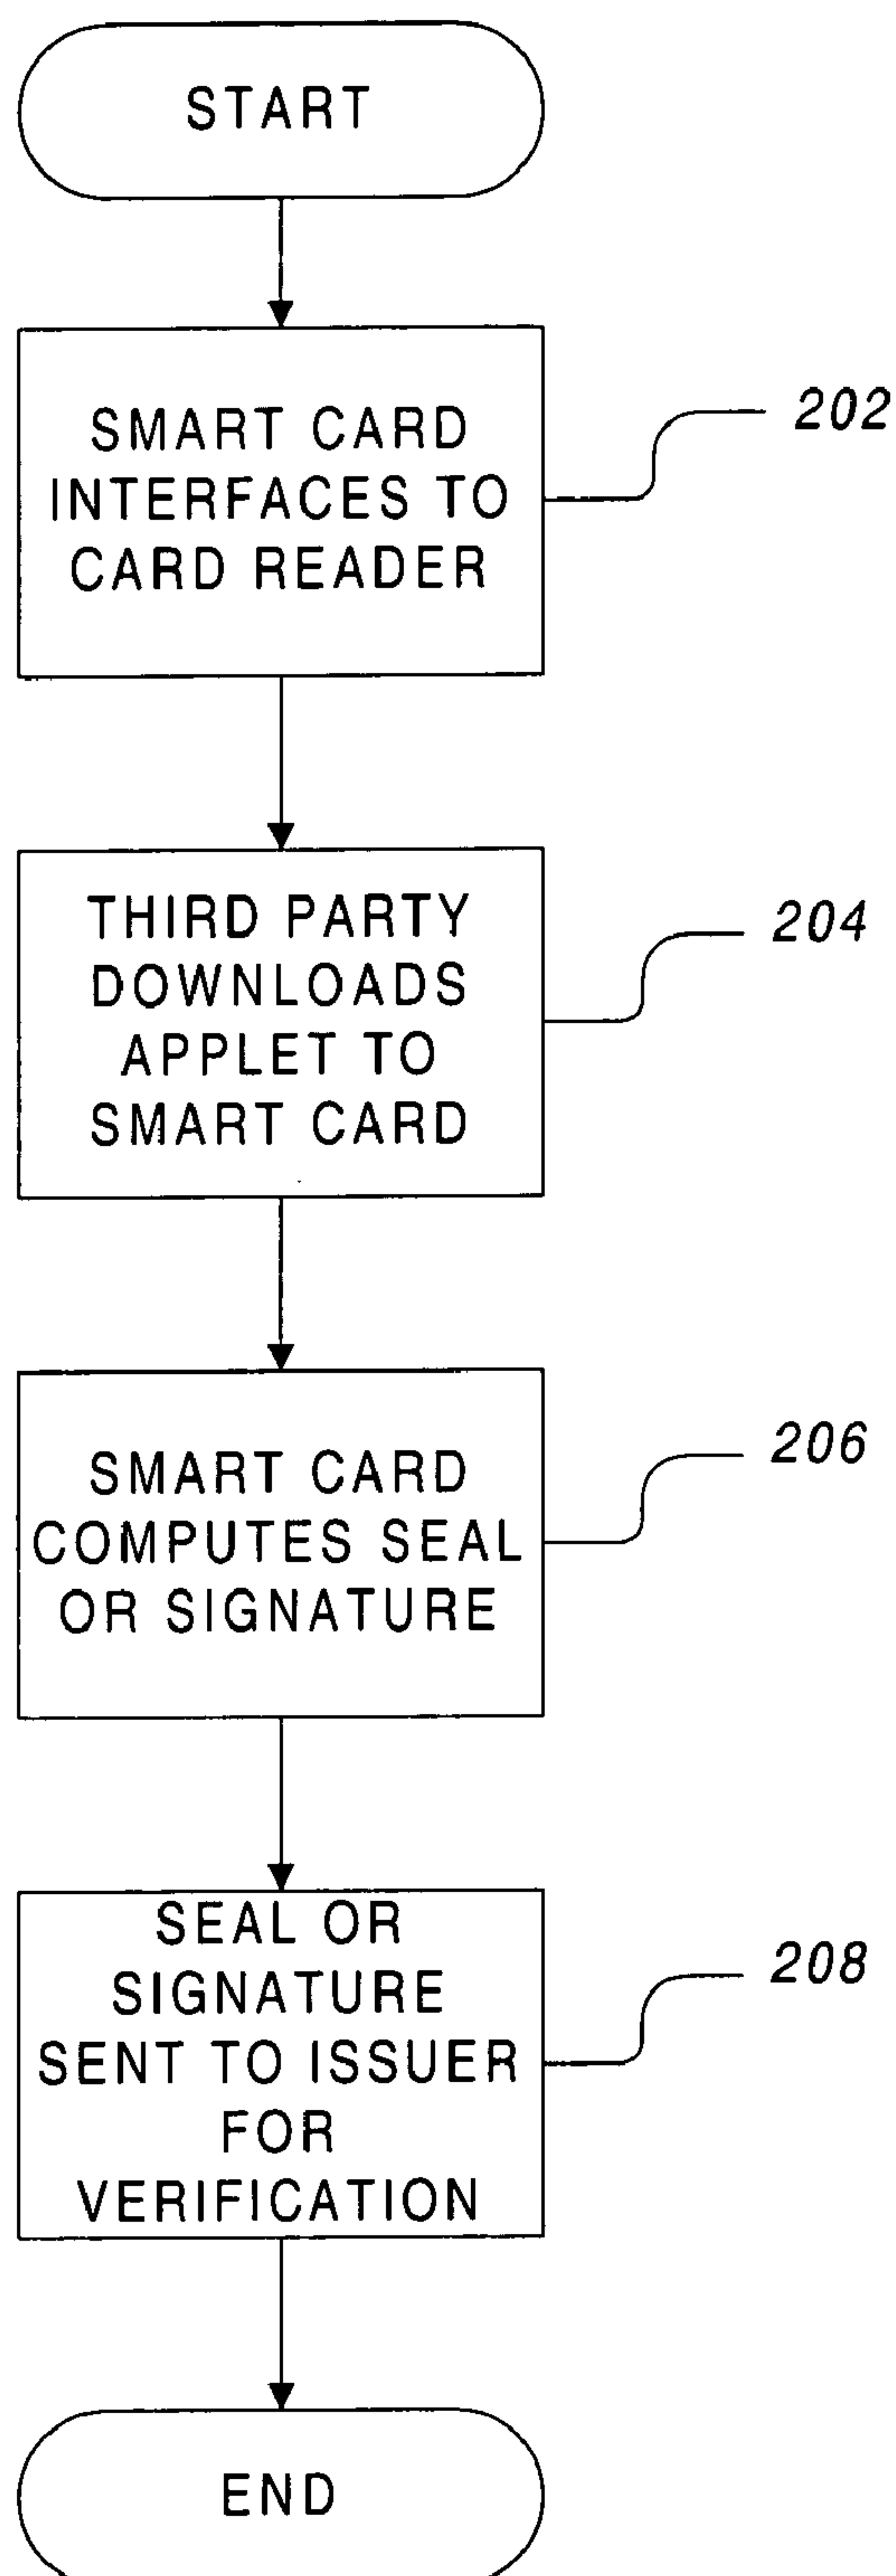 START
SMART CARD
INTERFACES TO
CARD READER
202
THIRD PARTY
DOWNLOADS
APPLET TO
SMART CARD
204
SMART CARD
COMPUTES SEAL
OR SIGNATURE
206
SEAL OR
SIGNATURE
SENT TO ISSUER
FOR
VERIFICATION
208
END